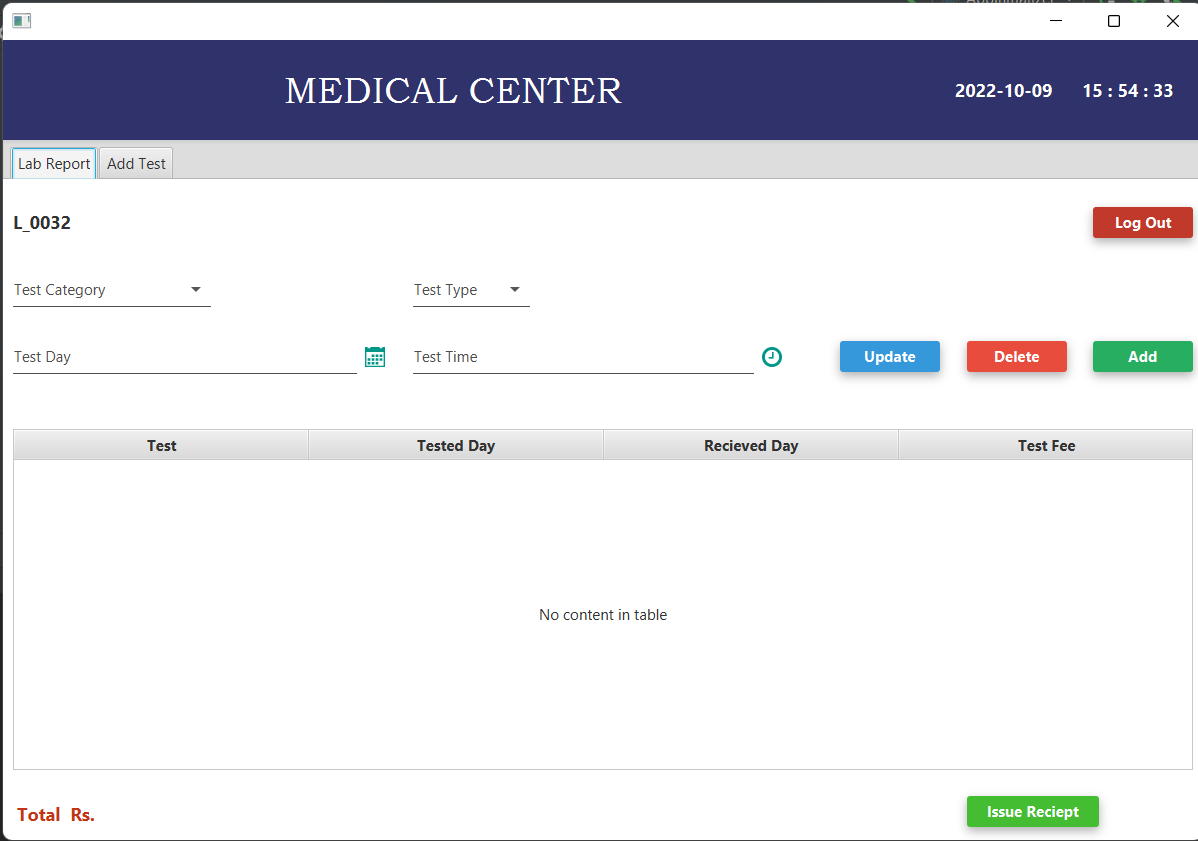 MEDICAL CENTER 2022-10-09 15 : 54 : 33
Lab Report Add Test
L_0032 Log Out
Test Category Test Type
Test Day Test Time Update Delete Add
Test Tested Day Recieved Day Test Fee
No content in table
Total Rs. Issue Reciept